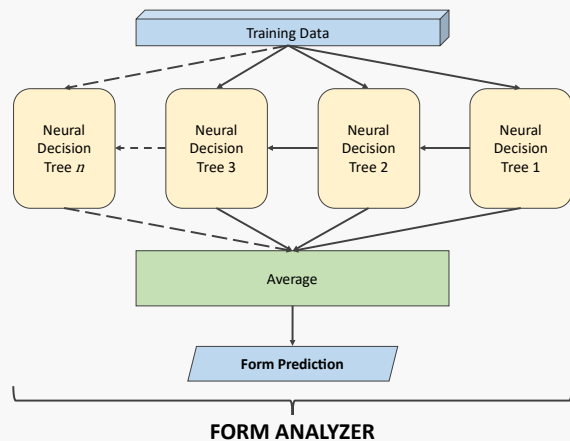 Training Data
Neural
Decision
Tree n
Neural
Decision
Tree 3
Neural
Decision
Tree 2
Neural
Decision
Tree 1
Average
Form Prediction
FORM ANALYZER